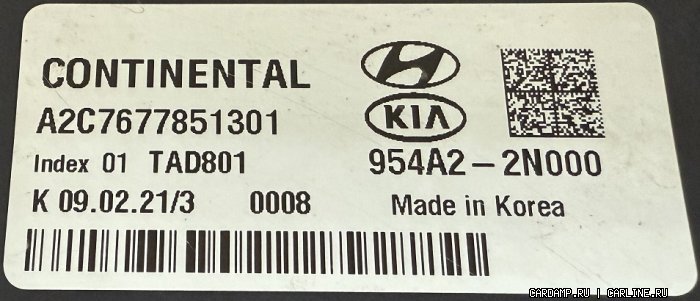 CONTINENTAL
A2C7677851301
KIA
Index 01 TAD801
954A2-2N000
K 09.02.21/3 0008
Made in Korea
CARDAMP.RU | CARLINE.RU